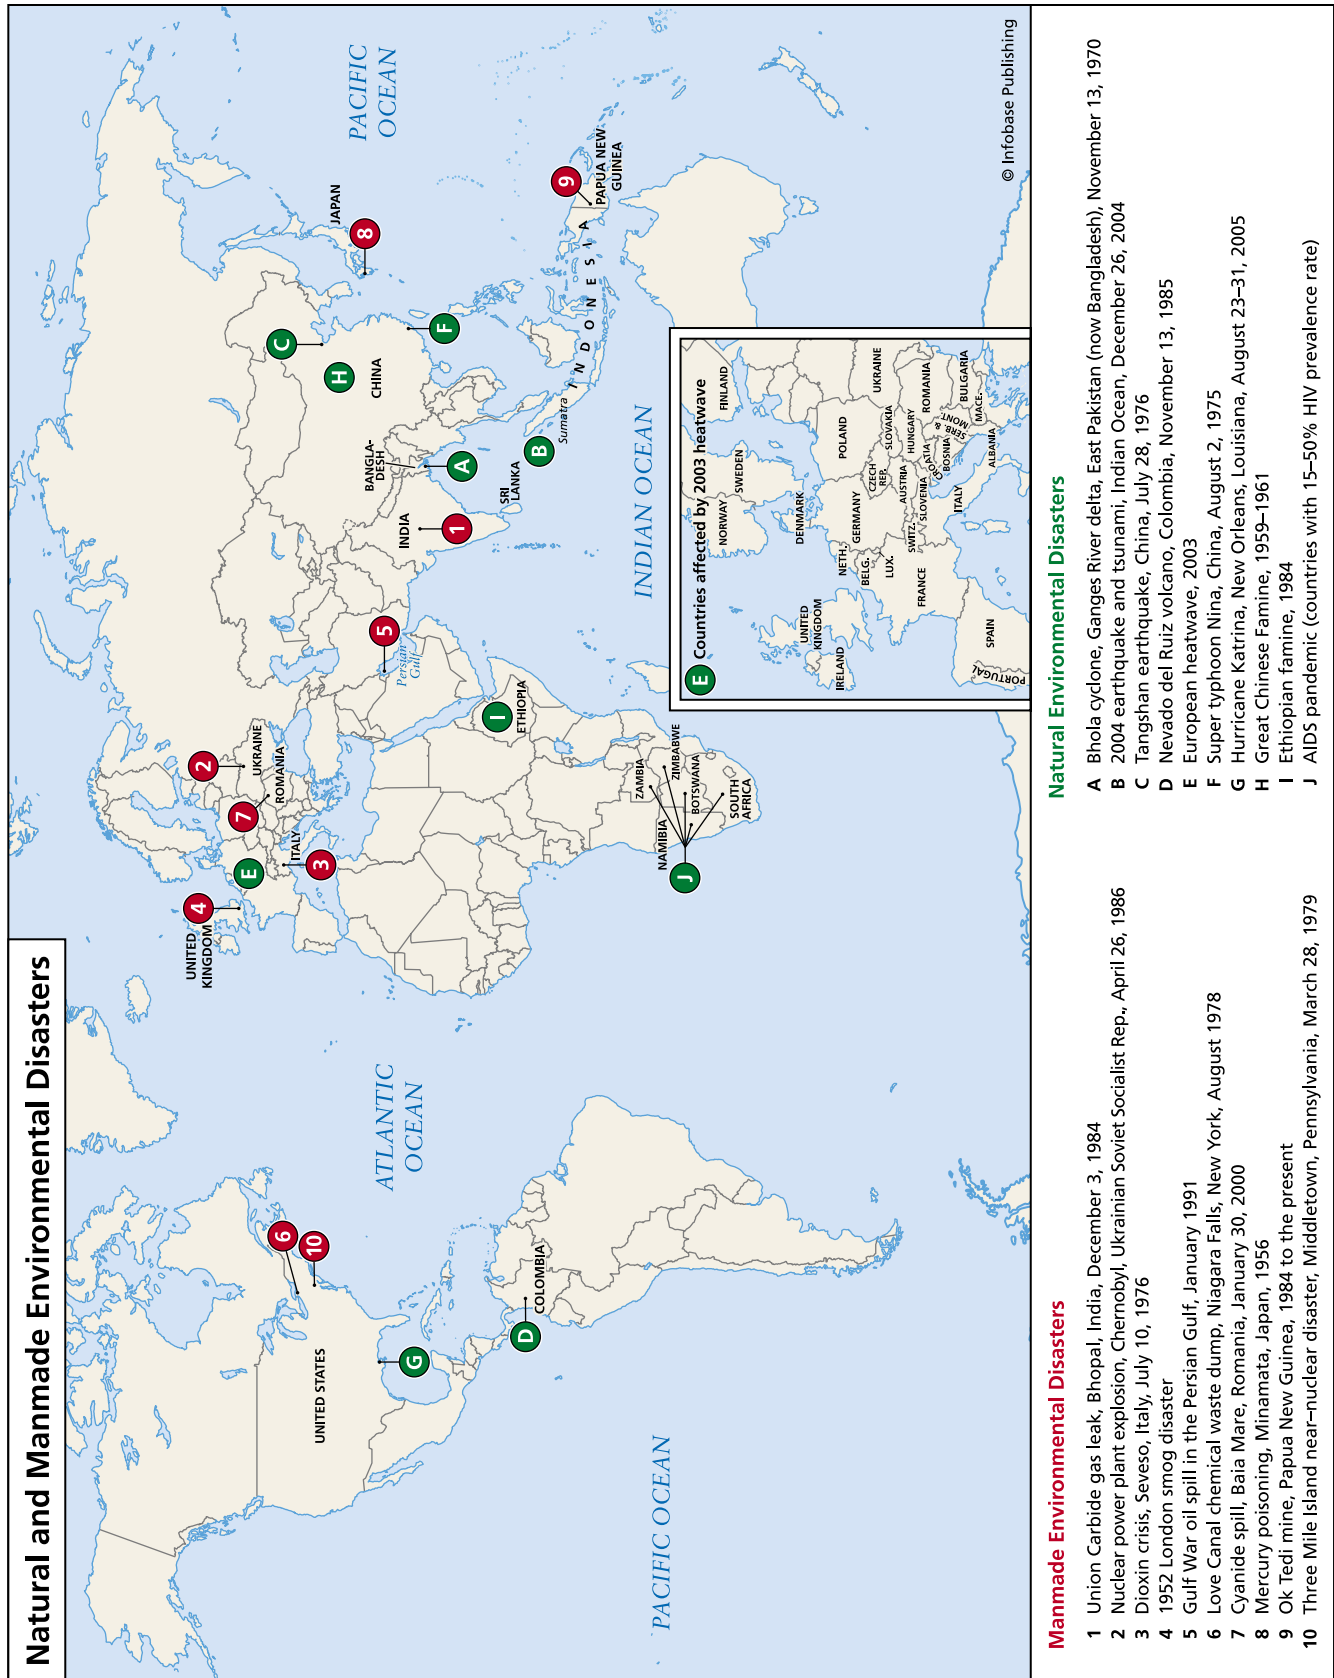 Natural and Manmade Environmental Disasters
PACIFIC
OCEAN
ATLANTIC
OCEAN
INDIAN OCEAN
PACIFIC OCEAN
UNITED STATES
6
10
G
D
COLOMBIA
UNITED
KINGDOM
4
E
7
2
UKRAINE
ROMANIA
ITALY
3
5
Persian
Gulf
I
ETHIOPIA
ZAMBIA
ZIMBABWE
NAMIBIA
BOTSWANA
SOUTH
AFRICA
J
INDIA
1
BANGLA-
DESH
A
SRI
LANKA
B
Sumatra
INDONESIA
C
H
CHINA
F
JAPAN
8
9
PAPUA NEW
GUINEA
© Infobase Publishing
E Countries affected by 2003 heatwave
NORWAY
SWEDEN
FINLAND
DENMARK
UNITED
KINGDOM
IRELAND
NETH.
BELG.
LUX.
GERMANY
POLAND
CZECH
REP.
SLOVAKIA
UKRAINE
FRANCE
SWITZ.
AUSTRIA
SLOVENIA
HUNGARY
ROMANIA
CROATIA
BOSNIA
SERB. &
MONT.
BULGARIA
MACE.
ALBANIA
ITALY
SPAIN
PORTUGAL
Manmade Environmental Disasters
1 Union Carbide gas leak, Bhopal, India, December 3, 1984
2 Nuclear power plant explosion, Chernobyl, Ukrainian Soviet Socialist Rep., April 26, 1986
3 Dioxin crisis, Seveso, Italy, July 10, 1976
4 1952 London smog disaster
5 Gulf War oil spill in the Persian Gulf, January 1991
6 Love Canal chemical waste dump, Niagara Falls, New York, August 1978
7 Cyanide spill, Baia Mare, Romania, January 30, 2000
8 Mercury poisoning, Minamata, Japan, 1956
9 Ok Tedi mine, Papua New Guinea, 1984 to the present
10 Three Mile Island near–nuclear disaster, Middletown, Pennsylvania, March 28, 1979
Natural Environmental Disasters
A Bhola cyclone, Ganges River delta, East Pakistan (now Bangladesh), November 13, 1970
B 2004 earthquake and tsunami, Indian Ocean, December 26, 2004
C Tangshan earthquake, China, July 28, 1976
D Nevado del Ruiz volcano, Colombia, November 13, 1985
E European heatwave, 2003
F Super typhoon Nina, China, August 2, 1975
G Hurricane Katrina, New Orleans, Louisiana, August 23–31, 2005
H Great Chinese Famine, 1959–1961
I Ethiopian famine, 1984
J AIDS pandemic (countries with 15–50% HIV prevalence rate)